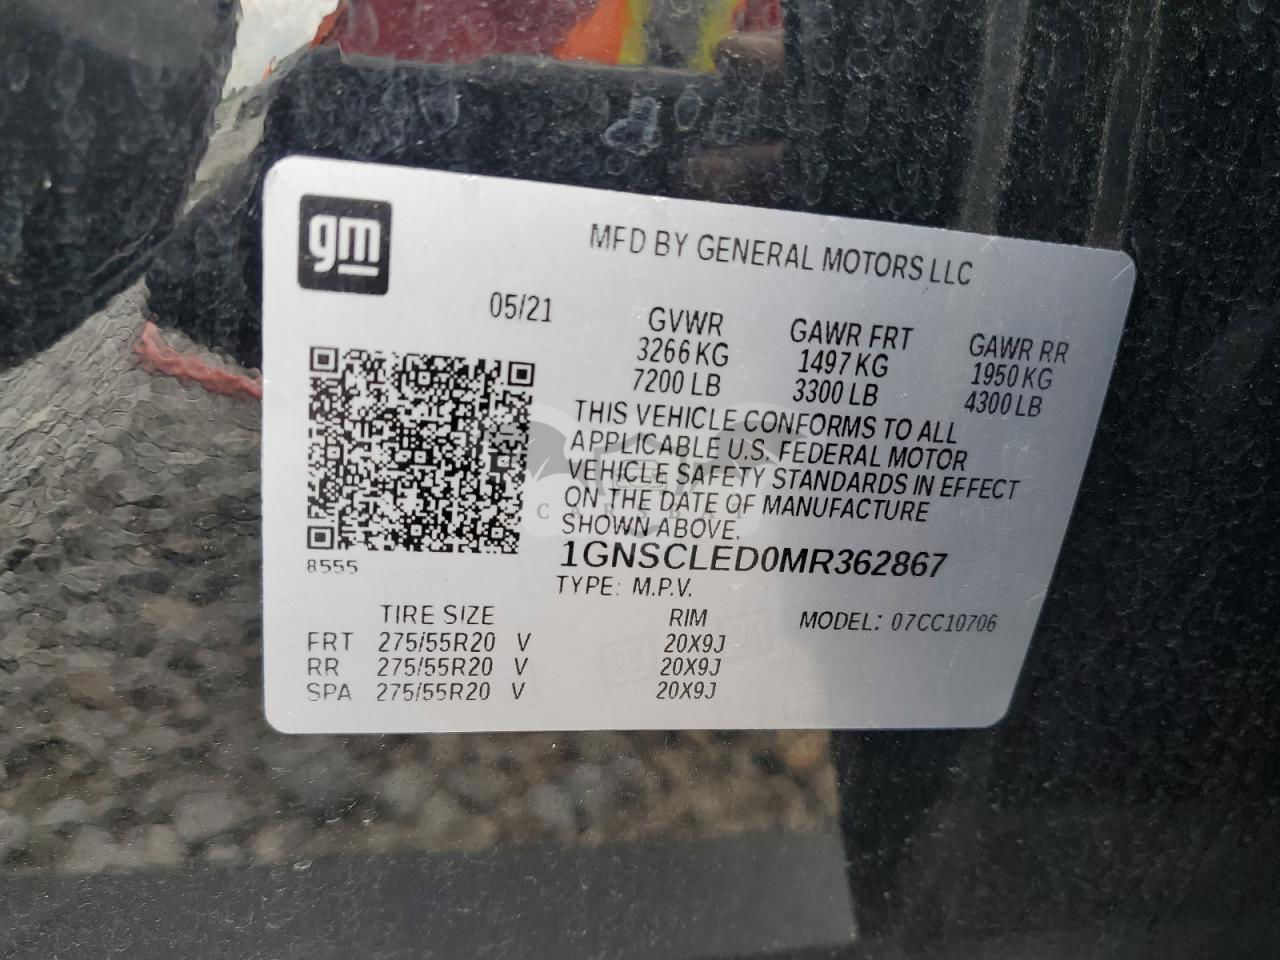 gm
MFD BY GENERAL MOTORS LLC
05/21
GVWR GAWR FRT GAWR RR
3266 KG 1497 KG 1950 KG
7200 LB 3300 LB 4300 LB
THIS VEHICLE CONFORMS TO ALL
APPLICABLE U.S. FEDERAL MOTOR
VEHICLE SAFETY STANDARDS IN EFFECT
ON THE DATE OF MANUFACTURE
SHOWN ABOVE.
1GNSCLED0MR362867
8555
TYPE: M.P.V.
TIRE SIZE RIM MODEL: 07CC10706
FRT 275/55R20 V 20X9J
RR 275/55R20 V 20X9J
SPA 275/55R20 V 20X9J